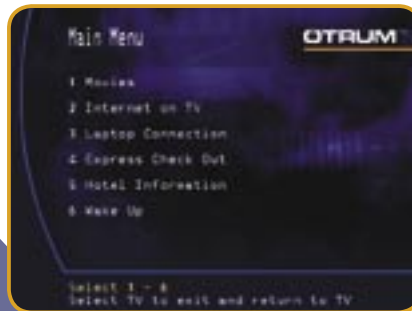 Main Menu
OTRUM
1 Movies
2 Internet on TV
3 Laptop Connection
4 Express Check Out
5 Hotel Information
6 Wake Up
Select 1 - 6
Select TV to exit and return to TV